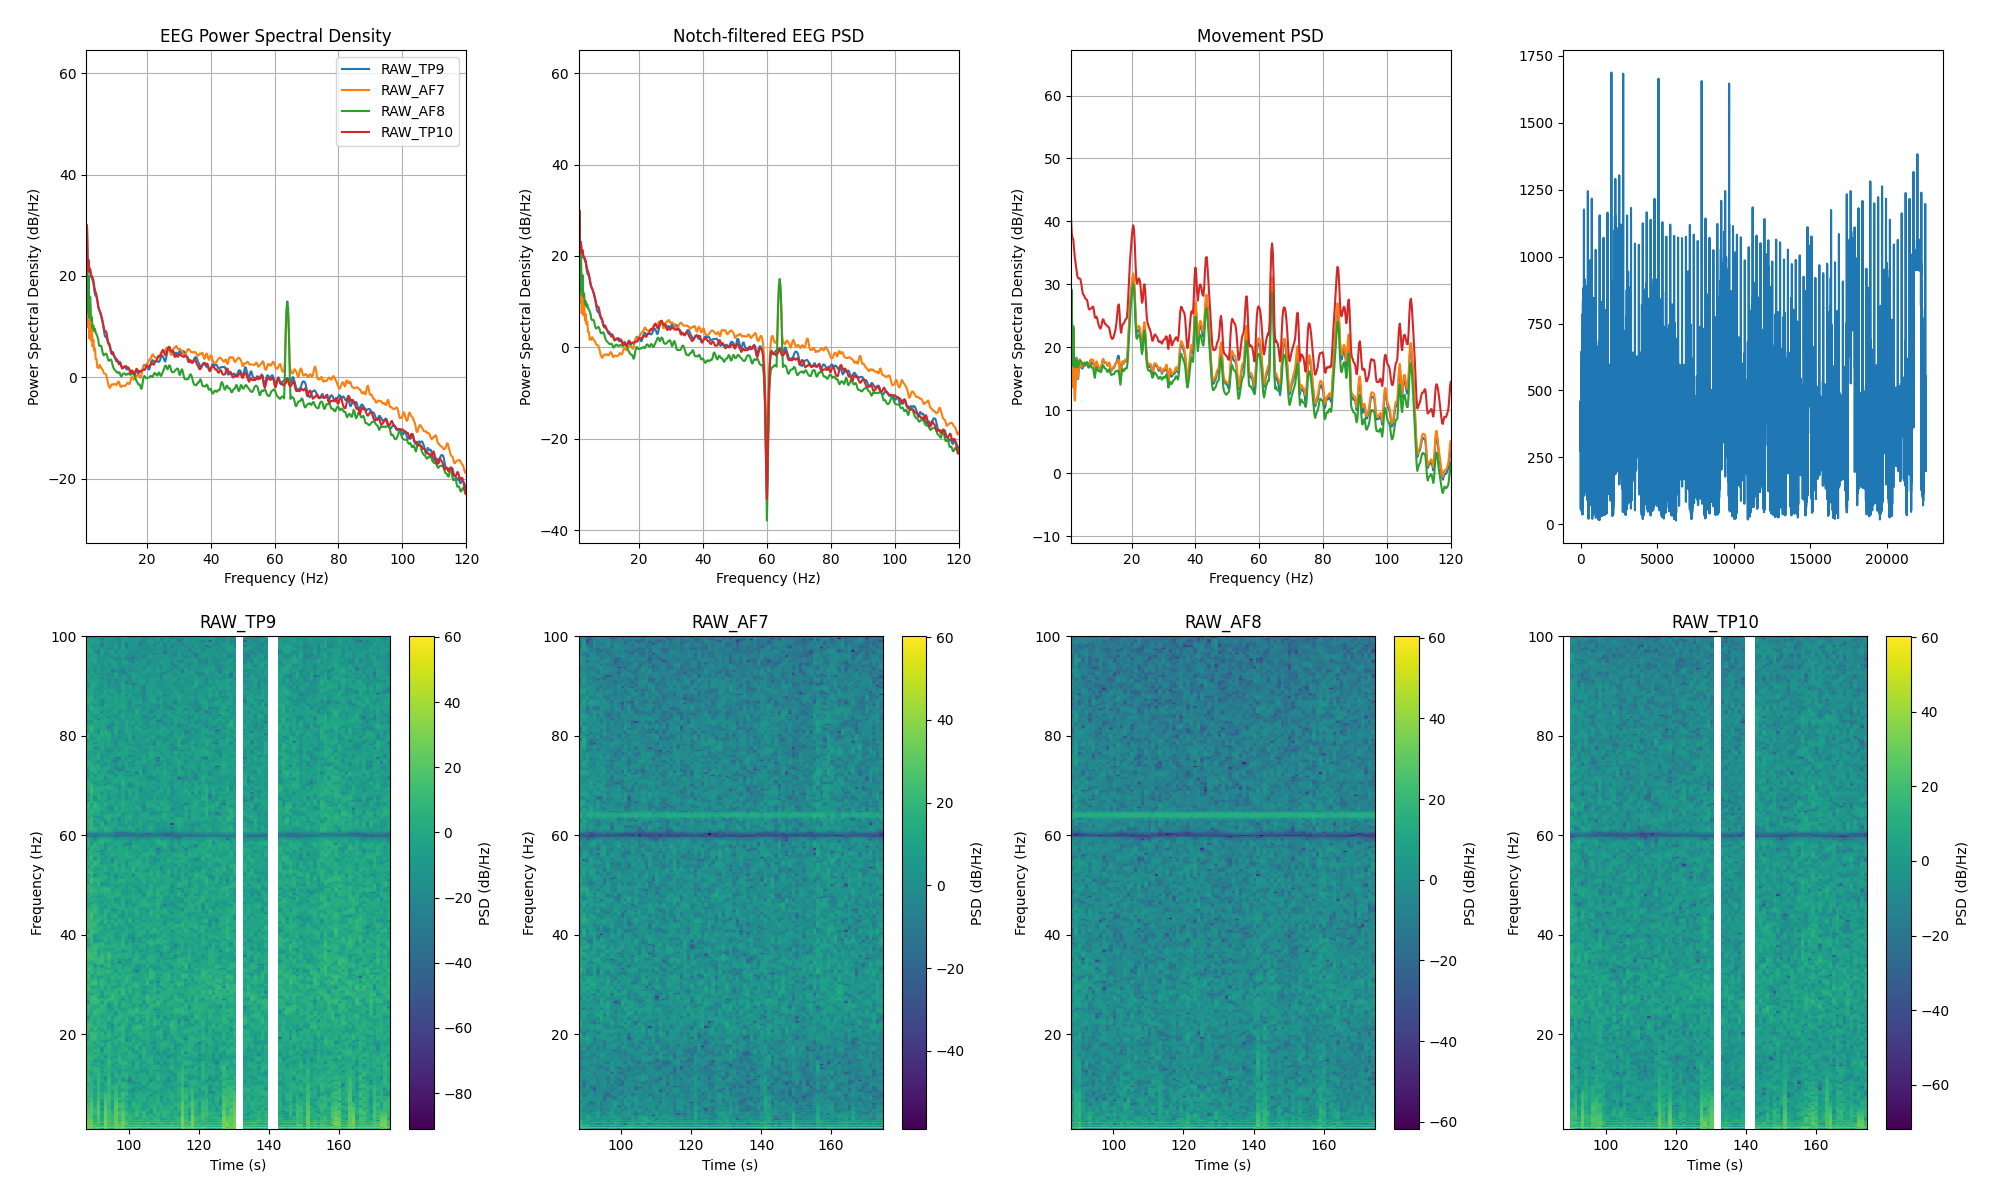 EEG Power Spectral Density
Power Spectral Density (dB/Hz)
60
40
20
0
−20
RAW_TP9
RAW_AF7
RAW_AF8
RAW_TP10
20 40 60 80 100 120
Frequency (Hz)
Notch-filtered EEG PSD
Power Spectral Density (dB/Hz)
60
40
20
0
−20
−40
20 40 60 80 100 120
Frequency (Hz)
Movement PSD
Power Spectral Density (dB/Hz)
60
50
40
30
20
10
0
−10
20 40 60 80 100 120
Frequency (Hz)
1750
1500
1250
1000
750
500
250
0
0 5000 10000 15000 20000
RAW_TP9
Frequency (Hz)
100
80
60
40
20
100 120 140 160
Time (s)
60
40
20
0
−20
−40
−60
−80
PSD (dB/Hz)
RAW_AF7
Frequency (Hz)
100
80
60
40
20
100 120 140 160
Time (s)
60
40
20
0
−20
−40
PSD (dB/Hz)
RAW_AF8
Frequency (Hz)
100
80
60
40
20
100 120 140 160
Time (s)
60
40
20
0
−20
−40
−60
PSD (dB/Hz)
RAW_TP10
Frequency (Hz)
100
80
60
40
20
100 120 140 160
Time (s)
60
40
20
0
−20
−40
−60
PSD (dB/Hz)